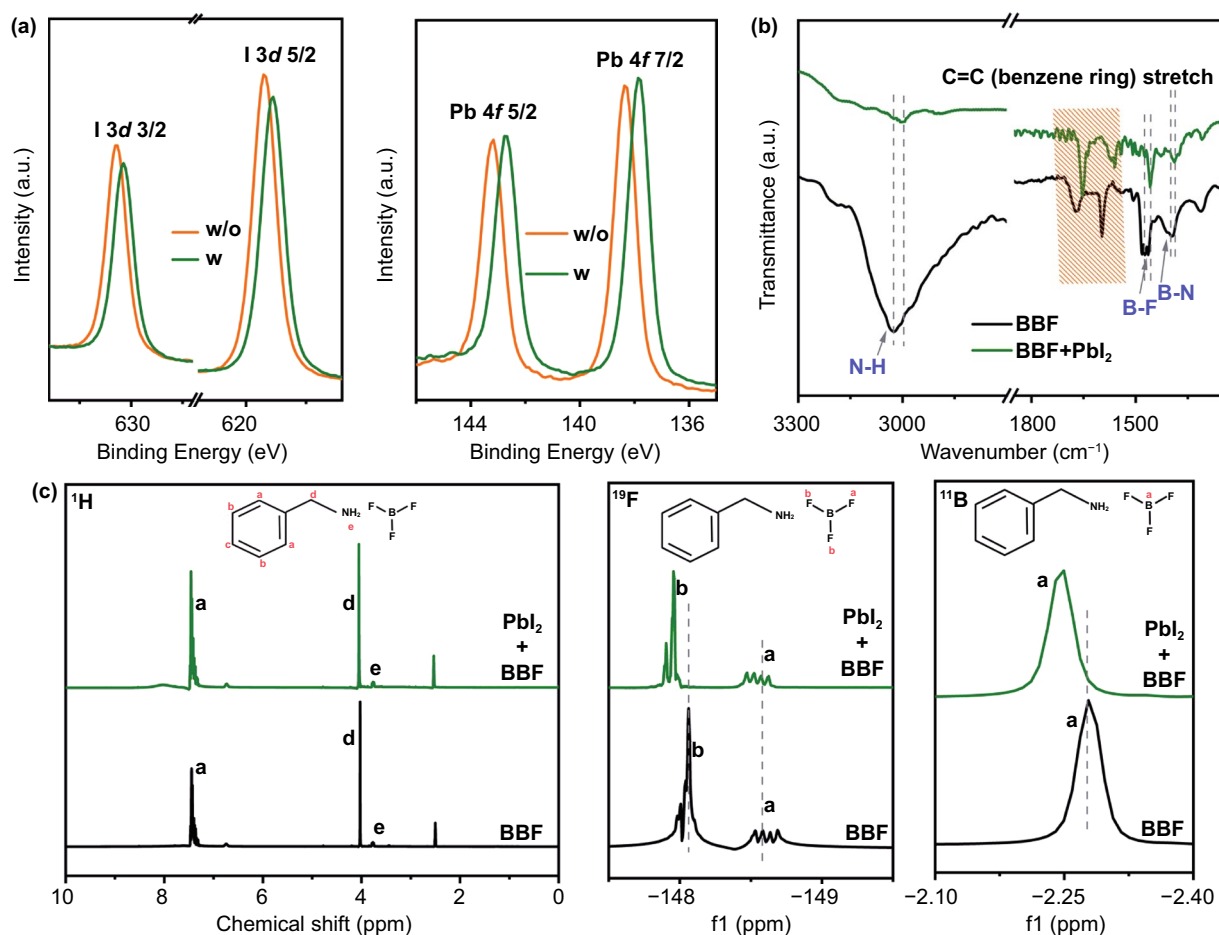 (a)
I 3d 5/2
I 3d 3/2
w/o
w
Intensity (a.u.)
630
620
Binding Energy (eV)
Pb 4f 7/2
Pb 4f 5/2
w/o
w
Intensity (a.u.)
144
140
136
Binding Energy (eV)
(b)
C=C (benzene ring) stretch
B-F
B-N
N-H
BBF
BBF+PbI₂
Transmittance (a.u.)
3300
3000
1800
1500
Wavenumber (cm⁻¹)
(c)
¹H
a
d
b
c
a
b
NH₂
e
F
B
F
F
a
d
e
PbI₂
+
BBF
a
d
e
BBF
10
8
6
4
2
0
Chemical shift (ppm)
¹⁹F
NH₂
b
a
F
B
F
F
b
b
a
PbI₂
+
BBF
b
a
BBF
−148
−149
f1 (ppm)
¹¹B
NH₂
a
F
B
F
F
a
PbI₂
+
BBF
a
BBF
−2.10
−2.25
−2.40
f1 (ppm)